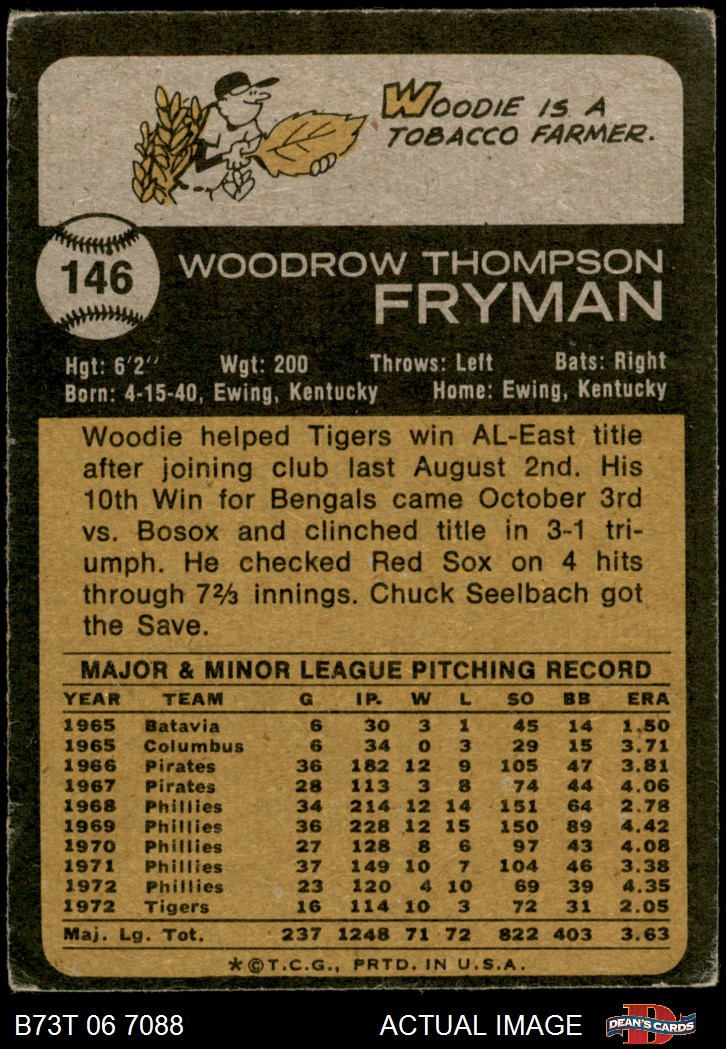 WOODIE IS A
TOBACCO FARMER.
146
WOODROW THOMPSON
FRYMAN
Hgt: 6'2" Wgt: 200 Throws: Left Bats: Right
Born: 4-15-40, Ewing, Kentucky Home: Ewing, Kentucky
Woodie helped Tigers win AL-East title
after joining club last August 2nd. His
10th Win for Bengals came October 3rd
vs. Bosox and clinched title in 3-1 tri-
umph. He checked Red Sox on 4 hits
through 7⅔ innings. Chuck Seelbach got
the Save.
MAJOR & MINOR LEAGUE PITCHING RECORD
YEAR TEAM G IP. W L SO BB ERA
1965 Batavia 6 30 3 1 45 14 1.50
1965 Columbus 6 34 0 3 29 15 3.71
1966 Pirates 36 182 12 9 105 47 3.81
1967 Pirates 28 113 3 8 74 44 4.06
1968 Phillies 34 214 12 14 151 64 2.78
1969 Phillies 36 228 12 15 150 89 4.42
1970 Phillies 27 128 8 6 97 43 4.08
1971 Phillies 37 149 10 7 104 46 3.38
1972 Phillies 23 120 4 10 69 39 4.35
1972 Tigers 16 114 10 3 72 31 2.05
Maj. Lg. Tot. 237 1248 71 72 822 403 3.63
*©T.C.G., PRTD. IN U.S.A.
B73T 06 7088 ACTUAL IMAGE
D
DEAN'S CARDS